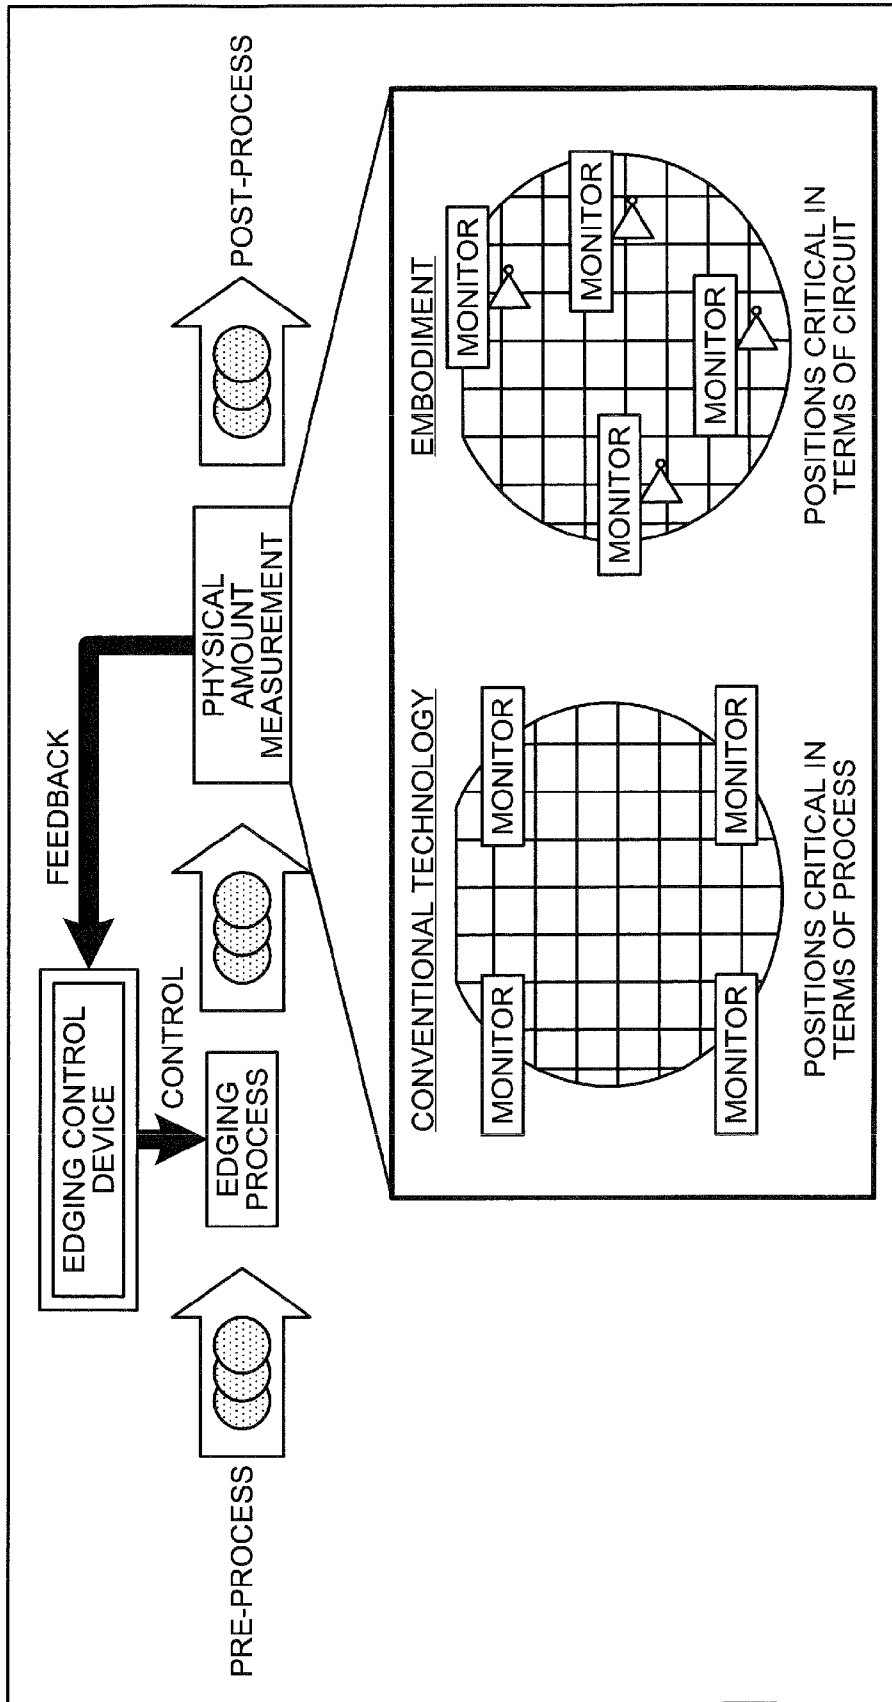 FEEDBACK
EDGING CONTROL
DEVICE
CONTROL
PRE-PROCESS
EDGING
PROCESS
PHYSICAL
AMOUNT
MEASUREMENT
POST-PROCESS
CONVENTIONAL TECHNOLOGY
MONITOR
MONITOR
MONITOR
MONITOR
POSITIONS CRITICAL IN
TERMS OF PROCESS
EMBODIMENT
MONITOR
MONITOR
MONITOR
MONITOR
POSITIONS CRITICAL IN
TERMS OF CIRCUIT